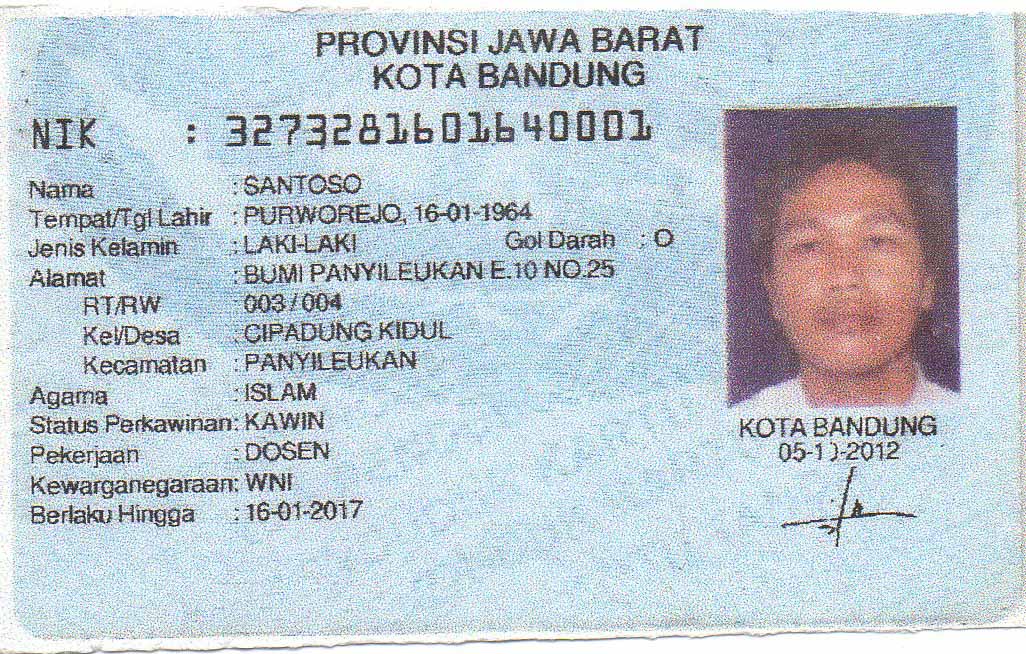 PROVINSI JAWA BARAT
KOTA BANDUNG
NIK : 3273281601640001
Nama : SANTOSO
Tempat/Tgl Lahir : PURWOREJO, 16-01-1964
Jenis Kelamin : LAKI-LAKI Gol Darah : O
Alamat : BUMI PANYILEUKAN E.10 NO.25
RT/RW 003 / 004
Kel/Desa : CIPADUNG KIDUL
Kecamatan : PANYILEUKAN
Agama : ISLAM
Status Perkawinan: KAWIN
Pekerjaan : DOSEN
Kewarganegaraan: WNI
Berlaku Hingga : 16-01-2017
KOTA BANDUNG
05-10-2012